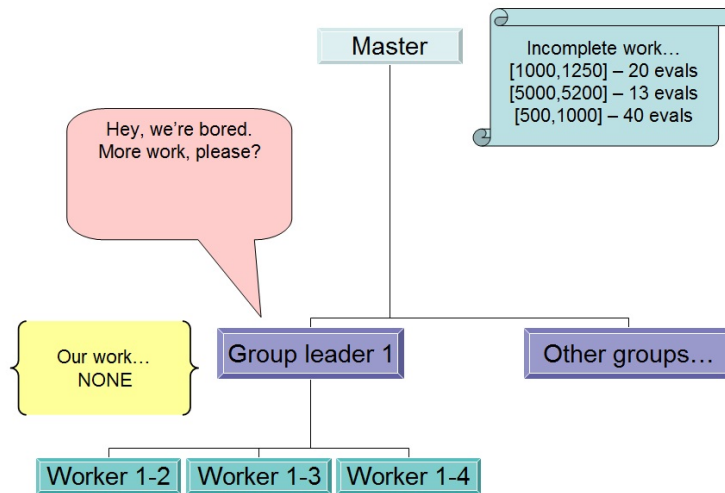 Master
Incomplete work…
[1000,1250] – 20 evals
[5000,5200] – 13 evals
[500,1000] – 40 evals
Hey, we're bored.
More work, please?
Our work…
NONE
Group leader 1
Other groups…
Worker 1-2
Worker 1-3
Worker 1-4